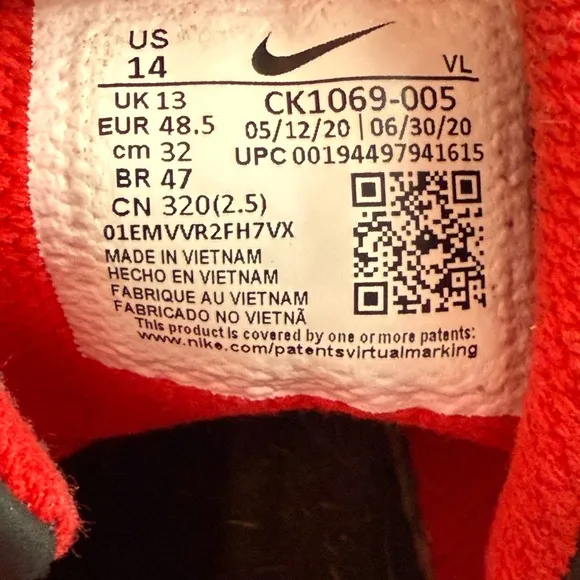 US
14
VL
UK 13
CK1069-005
EUR 48.5
05/12/20 | 06/30/20
cm 32
UPC 00194497941615
BR 47
CN 320(2.5)
01EMVVR2FH7VX
MADE IN VIETNAM
HECHO EN VIETNAM
FABRIQUE AU VIETNAM
FABRICADO NO VIETNÃ
This product is covered by one or more patents:
www.nike.com/patentsvirtualmarking